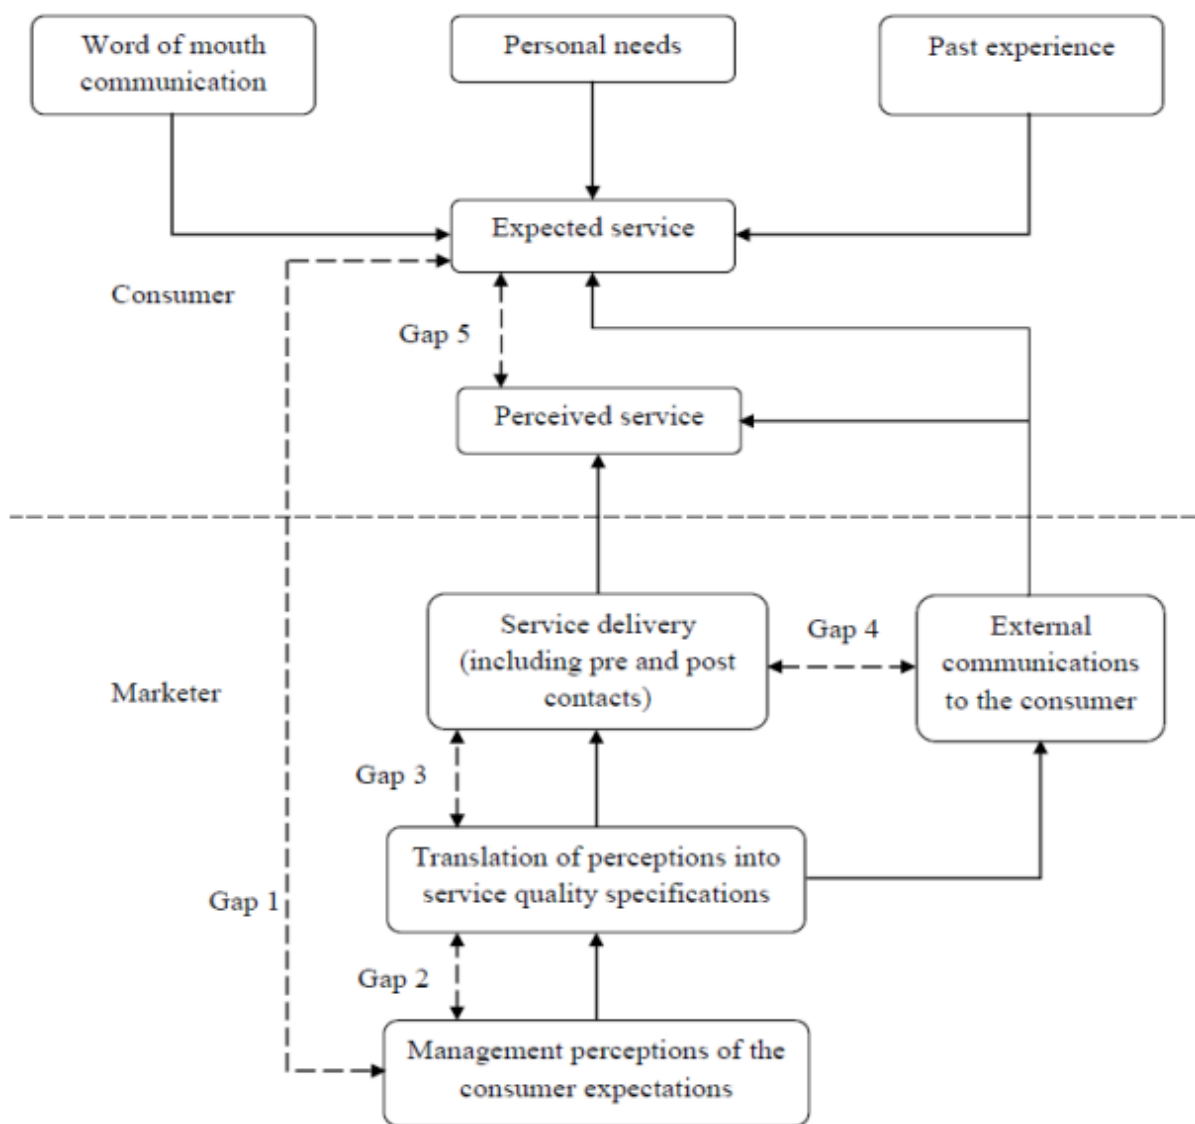 Word of mouth
communication
Personal needs
Past experience
Expected service
Consumer
Gap 5
Perceived service
Service delivery
(including pre and post
contacts)
Gap 4
External
communications
to the consumer
Marketer
Gap 3
Translation of perceptions into
service quality specifications
Gap 1
Gap 2
Management perceptions of the
consumer expectations